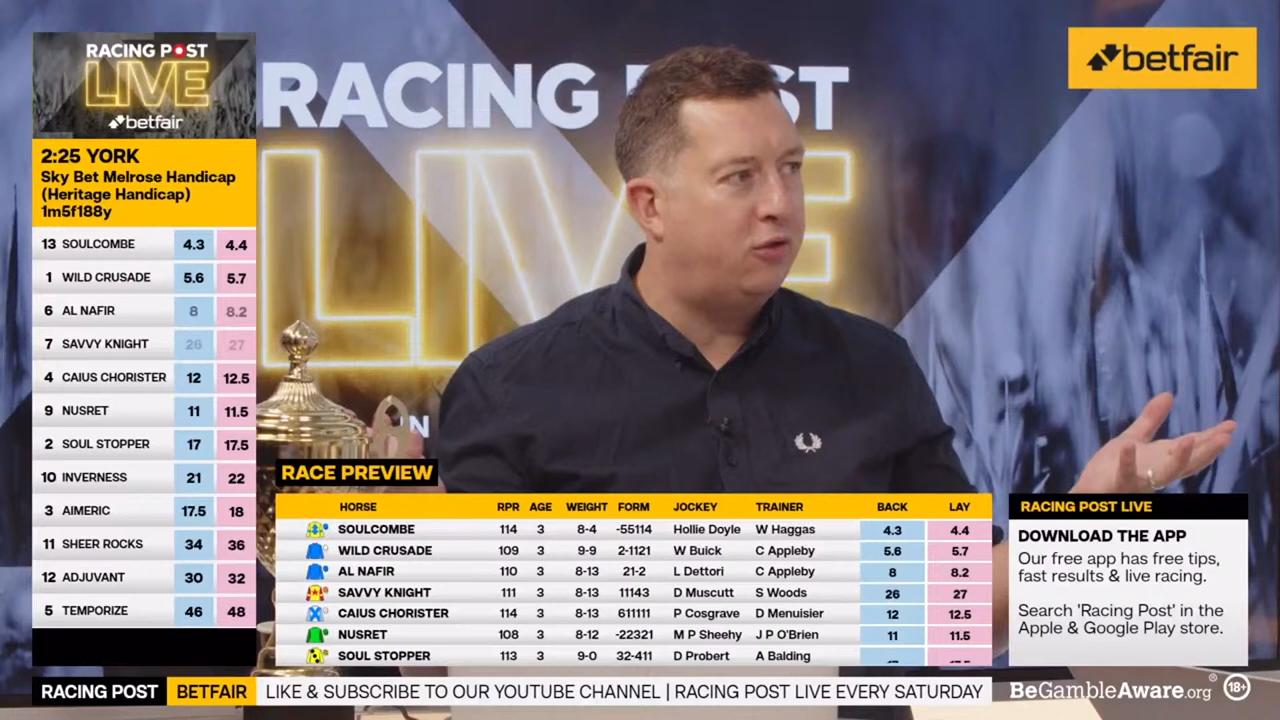 RACING POST
LIVE
betfair
2:25 YORK
Sky Bet Melrose Handicap
(Heritage Handicap)
1m5f188y
13 SOULCOMBE 4.3 4.4
1 WILD CRUSADE 5.6 5.7
6 AL NAFIR 8 8.2
7 SAVVY KNIGHT 26 27
4 CAIUS CHORISTER 12 12.5
9 NUSRET 11 11.5
2 SOUL STOPPER 17 17.5
10 INVERNESS 21 22
3 AIMERIC 17.5 18
11 SHEER ROCKS 34 36
12 ADJUVANT 30 32
5 TEMPORIZE 46 48
RACING P ST
LIVE
betfair
RACE PREVIEW
HORSE RPR AGE WEIGHT FORM JOCKEY TRAINER BACK LAY
SOULCOMBE 114 3 8-4 -55114 Hollie Doyle W Haggas 4.3 4.4
WILD CRUSADE 109 3 9-9 2-1121 W Buick C Appleby 5.6 5.7
AL NAFIR 110 3 8-13 21-2 L Dettori C Appleby 8 8.2
SAVVY KNIGHT 111 3 8-13 11143 D Muscutt S Woods 26 27
CAIUS CHORISTER 114 3 8-13 611111 P Cosgrave D Menuisier 12 12.5
NUSRET 108 3 8-12 -22321 M P Sheehy J P O'Brien 11 11.5
SOUL STOPPER 113 3 9-0 32-411 D Probert A Balding
RACING POST LIVE
DOWNLOAD THE APP
Our free app has free tips,
fast results & live racing.
Search 'Racing Post' in the
Apple & Google Play store.
RACING POST BETFAIR LIKE & SUBSCRIBE TO OUR YOUTUBE CHANNEL | RACING POST LIVE EVERY SATURDAY BeGambleAware.org® 18+